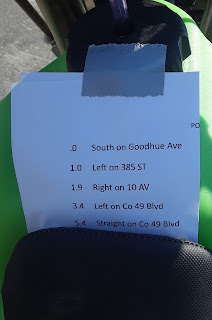 PO
.0 South on Goodhue Ave
1.0 Left on 385 ST
1.9 Right on 10 AV
3.4 Left on Co 49 Blvd
5.4 Straight on Co 49 Blvd